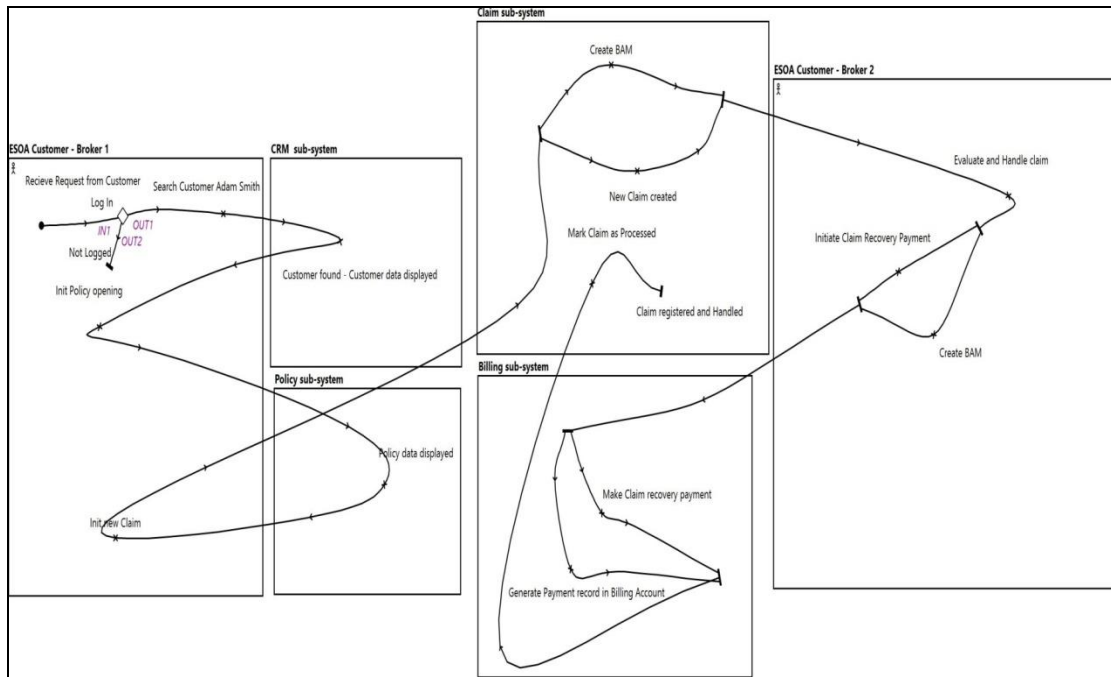 Claim sub-system
Create BAM
ESOA Customer - Broker 2
ESOA Customer - Broker 1
CRM sub-system
Evaluate and Handle claim
Recieve Request from Customer
Search Customer Adam Smith
New Claim created
Log In
IN1
OUT1
OUT2
Mark Claim as Processed
Initiate Claim Recovery Payment
Not Logged
Customer found - Customer data displayed
Init Policy opening
Claim registered and Handled
Create BAM
Billing sub-system
Policy sub-system
Policy data displayed
Make Claim recovery payment
Init new Claim
Generate Payment record in Billing Account